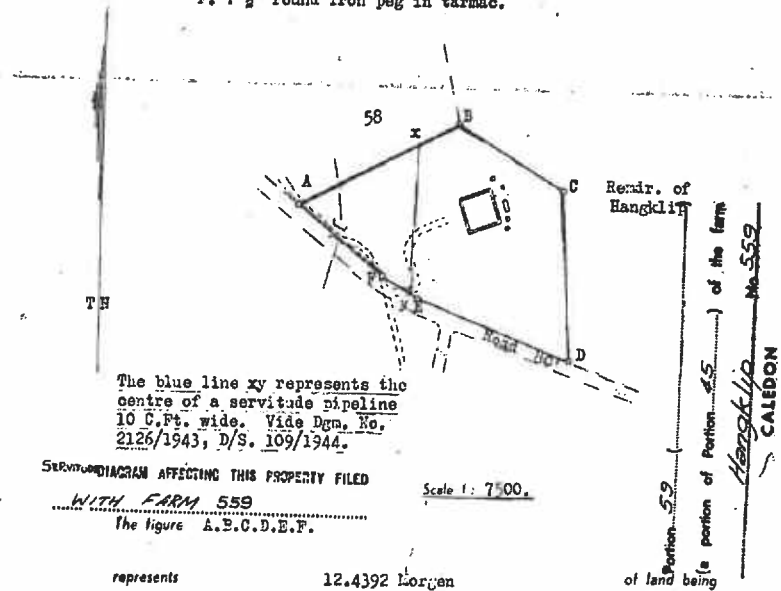 round iron peg in tarmac.
58
B
x
A
C
Remdr. of
Hangklip
F
y E
T N
Road
D
The blue line xy represents the
centre of a servitude pipeline
10 C.Ft. wide. Vide Dgm. No.
2126/1943, D/S. 109/1944.
SERVITUDE DIAGRAM AFFECTING THIS PROPERTY FILED
WITH FARM 559
Scale 1: 7500.
The figure A.B.C.D.E.F.
represents 12.4392 Morgen of land being
Portion 59 (
(a portion of Portion 45 ) of the farm
Hangklip No 559
CALEDON